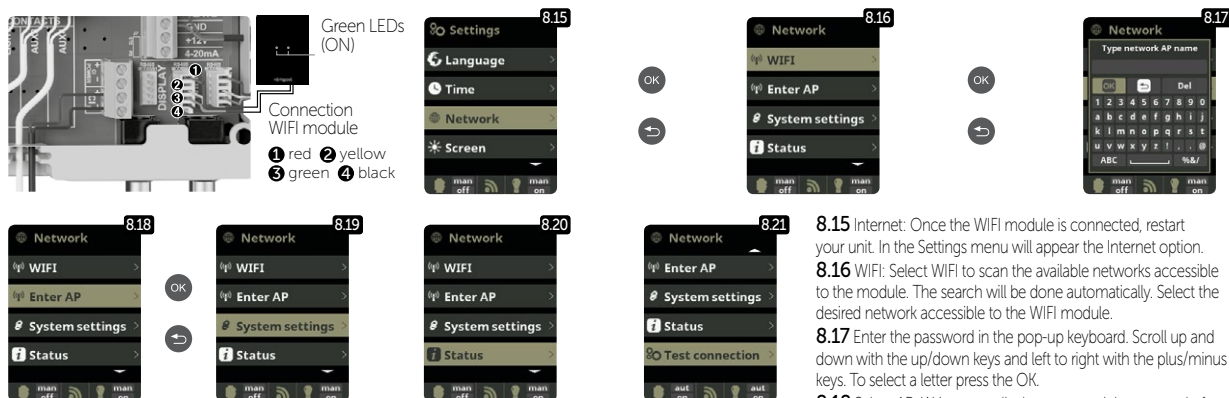 CONTACTS
AUX
AUX
GND
+12V
4-20mA
DISPLAY
1
2
3
4
Green LEDs
(ON)
Connection
WIFI module
1 red 2 yellow
3 green 4 black
8.15
Settings
Language
Time
Network
Screen
man off
man on
OK
8.16
Network
WIFI
Enter AP
System settings
Status
man off
man on
OK
8.17
Network
Type network AP name
OK Del
1 2 3 4 5 6 7 8 9 0
a b c d e f g h i j
k l m n o p q r s t
u v w x y z ! , . @
ABC %&/
man
man
8.18
Network
WIFI
Enter AP
System settings
Status
man off
man on
OK
8.19
Network
WIFI
Enter AP
System settings
Status
man off
man on
8.20
Network
WIFI
Enter AP
System settings
Status
man off
man on
8.21
Network
Enter AP
System settings
Status
Test connection
aut on
aut on
8.15 Internet: Once the WIFI module is connected, restart
your unit. In the Settings menu will appear the Internet option.
8.16 WIFI: Select WIFI to scan the available networks accessible
to the module. The search will be done automatically. Select the
desired network accessible to the WIFI module.
8.17 Enter the password in the pop-up keyboard. Scroll up and
down with the up/down keys and left to right with the plus/minus
keys. To select a letter press the OK.